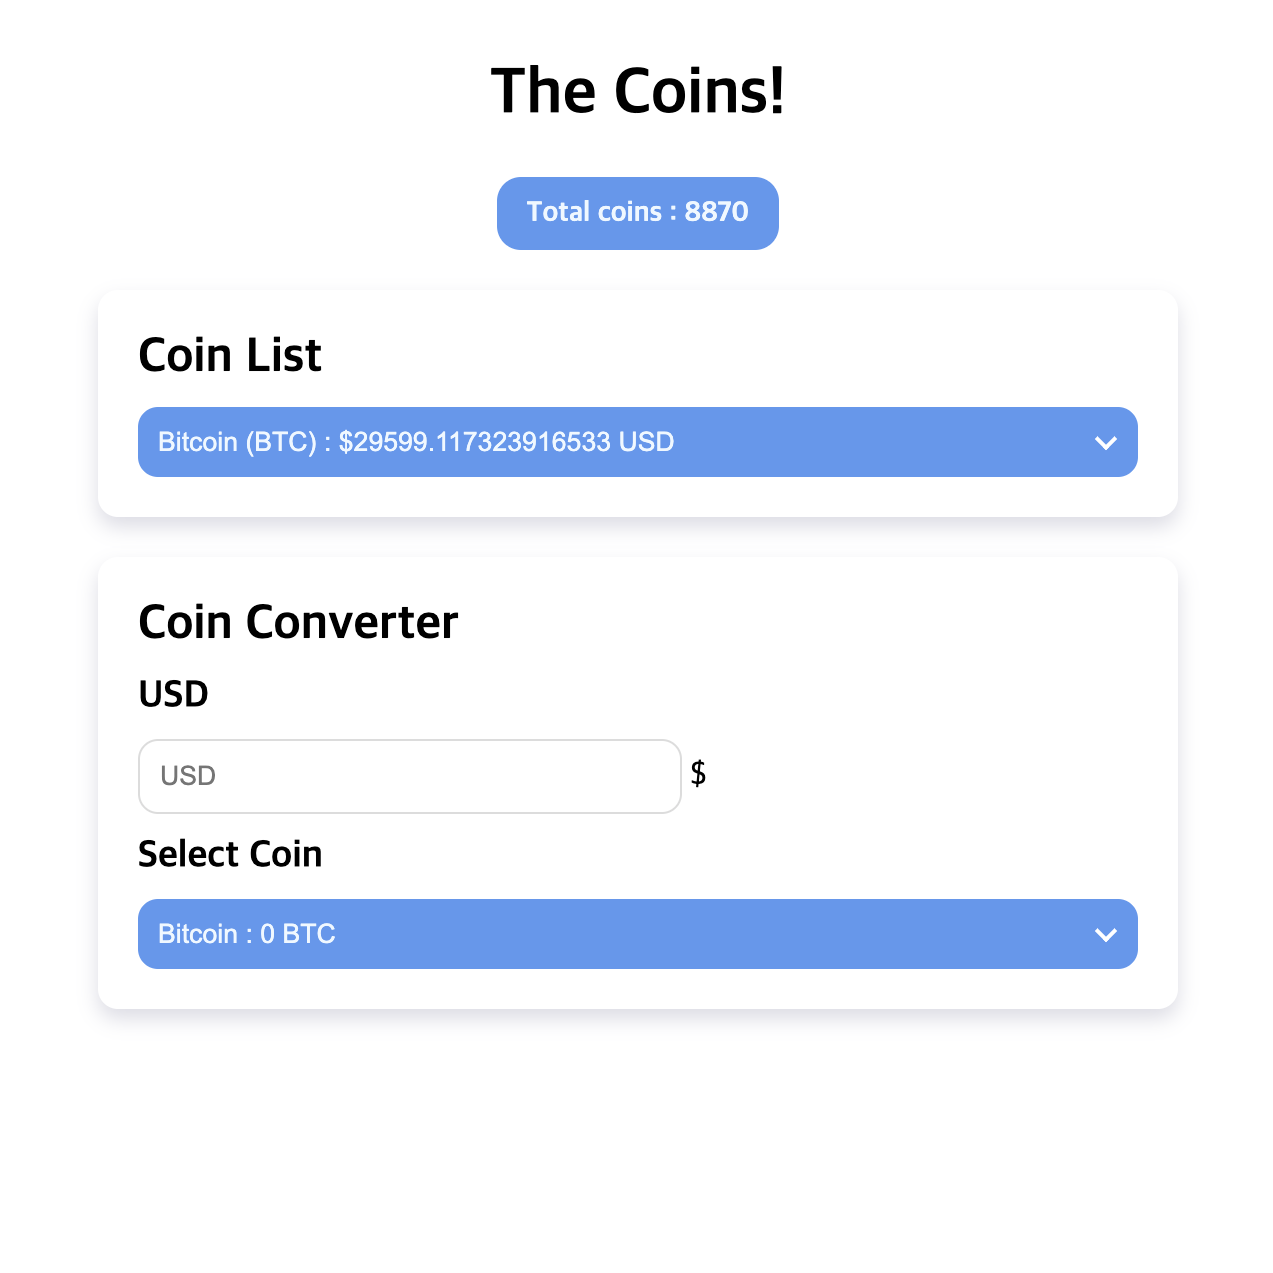 The Coins!
Total coins : 8870
Coin List
Bitcoin (BTC) : $29599.117323916533 USD
Coin Converter
USD
USD $
Select Coin
Bitcoin : 0 BTC